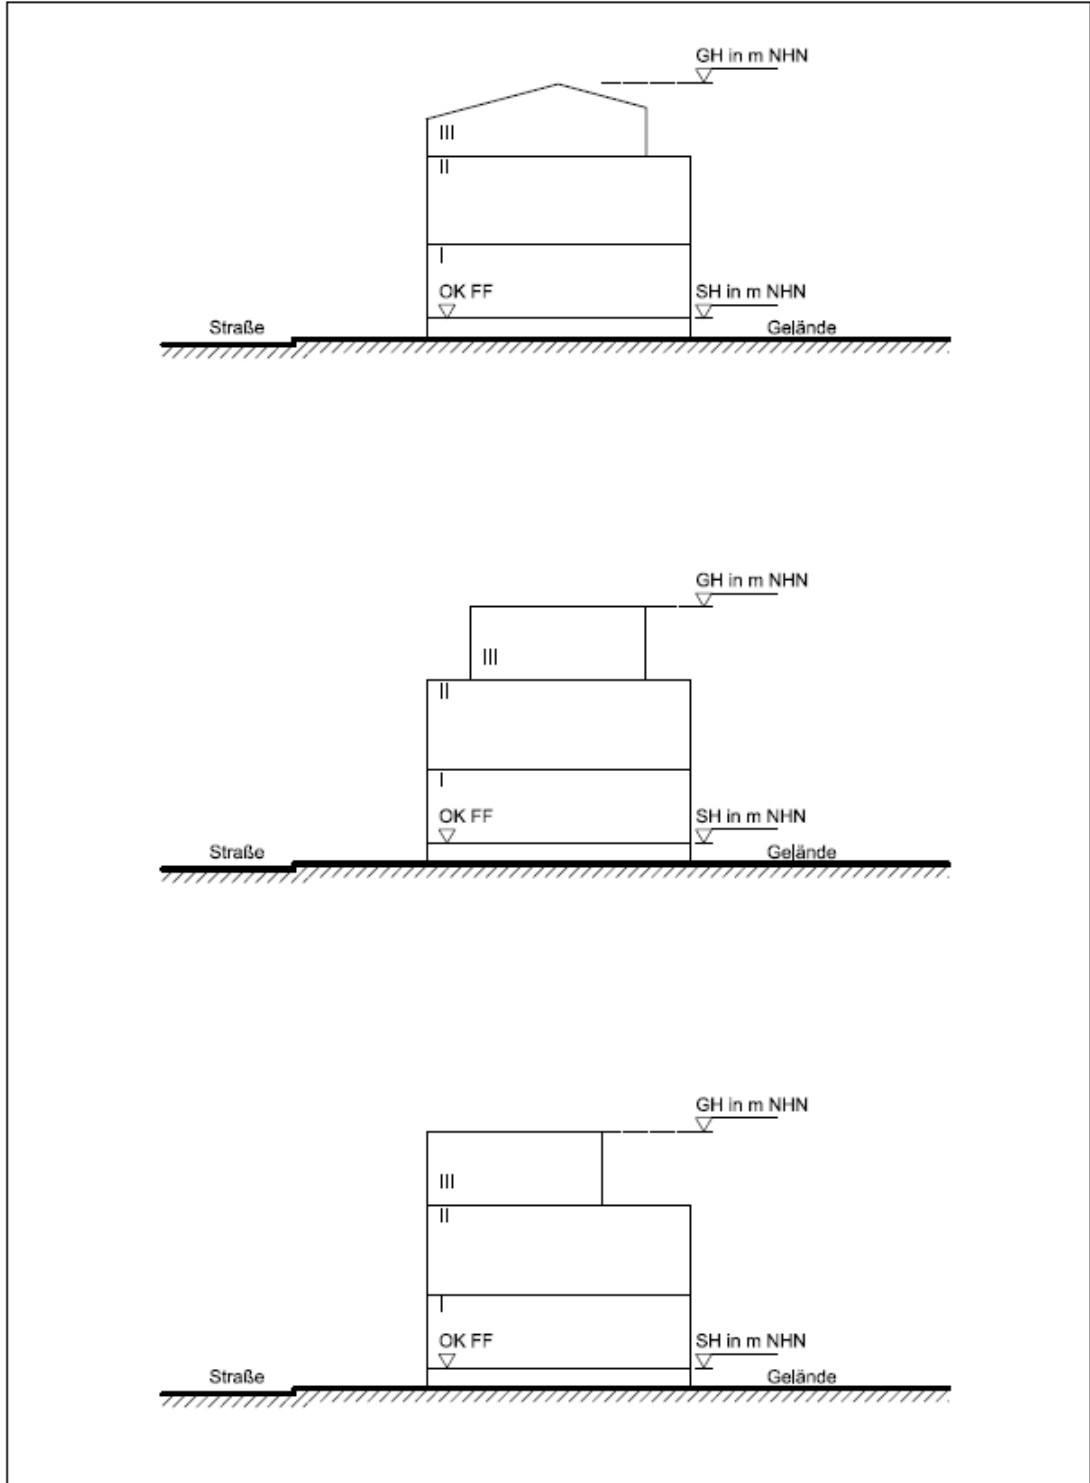 GH in m NHN
III
II
I
OK FF
SH in m NHN
Straße
Gelände
GH in m NHN
III
II
I
OK FF
SH in m NHN
Straße
Gelände
GH in m NHN
III
II
I
OK FF
SH in m NHN
Straße
Gelände